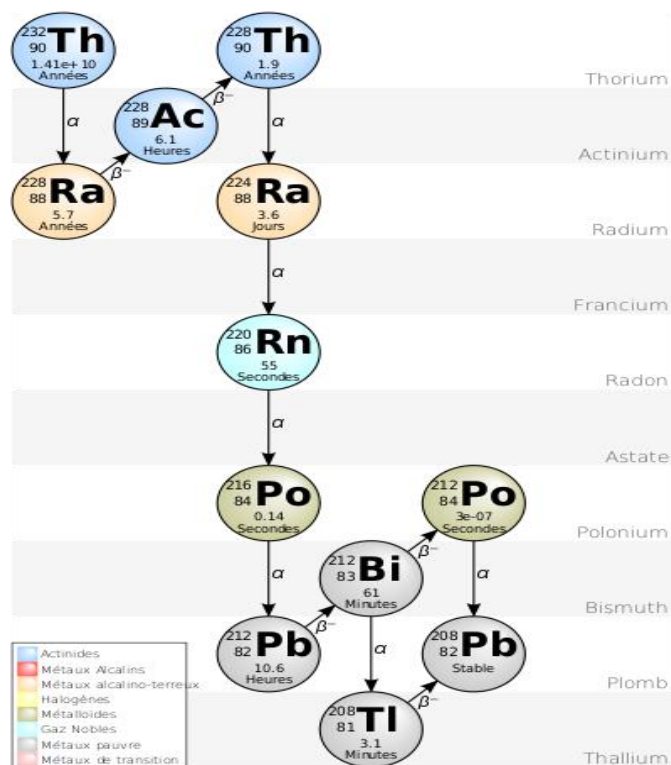 232
90
Th
1.41e+10
Années
228
90
Th
1.9
Années
Thorium
α
β⁻
228
89
Ac
6.1
Heures
α
Actinium
β⁻
228
88
Ra
5.7
Années
224
88
Ra
3.6
Jours
Radium
α
Francium
220
86
Rn
55
Secondes
Radon
α
Astate
216
84
Po
0.14
Secondes
212
84
Po
3e-07
Secondes
Polonium
α
β⁻
212
83
Bi
61
Minutes
α
Bismuth
β⁻
212
82
Pb
10.6
Heures
α
208
82
Pb
Stable
Plomb
β⁻
208
81
Tl
3.1
Minutes
Thallium
Actinides
Métaux Alcalins
Métaux alcalino-terreux
Halogènes
Métalloïdes
Gaz Nobles
Métaux pauvre
Métaux de transition